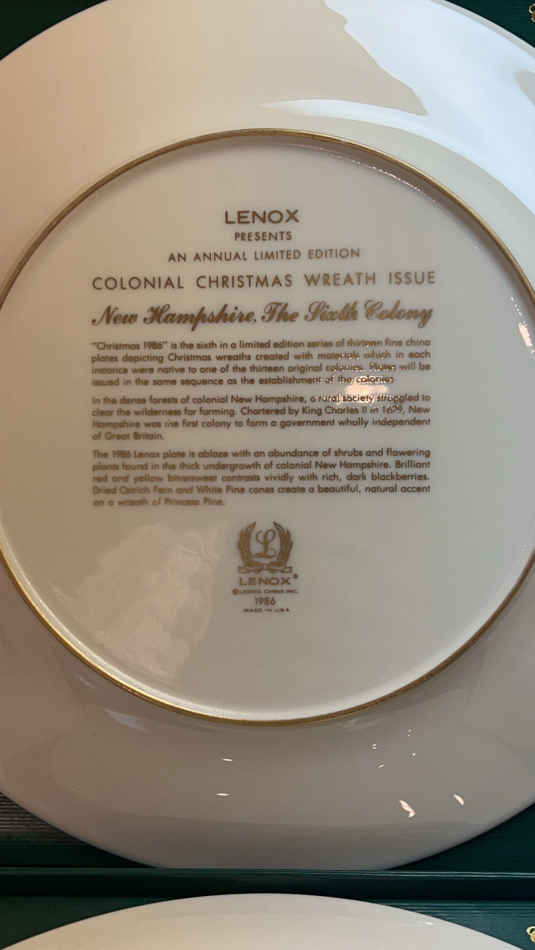 LENOX
PRESENTS
AN ANNUAL LIMITED EDITION
COLONIAL CHRISTMAS WREATH ISSUE
New Hampshire, The Sixth Colony
"Christmas 1986" is the sixth in a limited edition series of thirteen fine china
plates depicting Christmas wreaths created with materials which in each
instance were native to one of the thirteen original colonies. Plates will be
issued in the same sequence as the establishment of the colonies.
In the dense forests of colonial New Hampshire, a rural society struggled to
clear the wilderness for farming. Chartered by King Charles II in 1629, New
Hampshire was the first colony to form a government wholly independent
of Great Britain.
The 1986 Lenox plate is ablaze with an abundance of shrubs and flowering
plants found in the thick undergrowth of colonial New Hampshire. Brilliant
red and yellow bittersweet contrasts vividly with rich, dark blackberries.
Dried Ostrich Fern and White Pine cones create a beautiful, natural accent
on a wreath of Princess Pine.
L
LENOX®
©LENOX CHINA INC.
1986
MADE IN U.S.A.